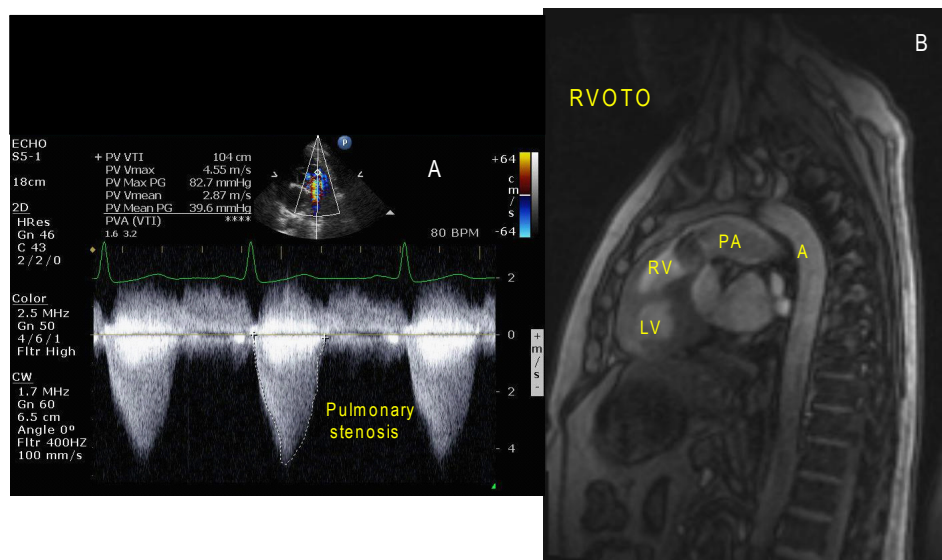 ECHO
S5-1
18cm
2D
HRes
Gn 46
C 43
2/2/0
Color
2.5 MHz
Gn 50
4/6/1
Fltr High
CW
1.7 MHz
Gn 60
6.5 cm
Angle 0º
Fltr 400HZ
100 mm/s
+ PV VTI 104 cm
PV Vmax 4.55 m/s
PV Max PG 82.7 mmHg
PV Vmean 2.87 m/s
PV Mean PG 39.6 mmHg
PVA (VTI) ****
1.6 3.2
P
A
+64
c
m
/
s
-64
80 BPM
2
0
2
4
+
m
/
s
-
Pulmonary
stenosis
B
RVOTO
PA
A
RV
LV